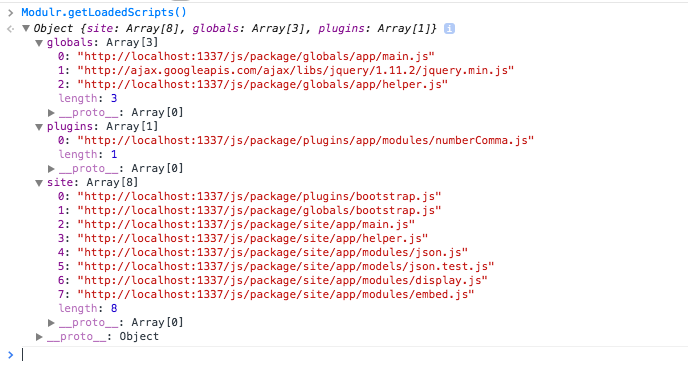 Modulr.getLoadedScripts()
Object {site: Array[8], globals: Array[3], plugins: Array[1]}
globals: Array[3]
0: "http://localhost:1337/js/package/globals/app/main.js"
1: "http://ajax.googleapis.com/ajax/libs/jquery/1.11.2/jquery.min.js"
2: "http://localhost:1337/js/package/globals/app/helper.js"
length: 3
__proto__: Array[0]
plugins: Array[1]
0: "http://localhost:1337/js/package/plugins/app/modules/numberComma.js"
length: 1
__proto__: Array[0]
site: Array[8]
0: "http://localhost:1337/js/package/plugins/bootstrap.js"
1: "http://localhost:1337/js/package/globals/bootstrap.js"
2: "http://localhost:1337/js/package/site/app/main.js"
3: "http://localhost:1337/js/package/site/app/helper.js"
4: "http://localhost:1337/js/package/site/app/modules/json.js"
5: "http://localhost:1337/js/package/site/app/models/json.test.js"
6: "http://localhost:1337/js/package/site/app/modules/display.js"
7: "http://localhost:1337/js/package/site/app/modules/embed.js"
length: 8
__proto__: Array[0]
__proto__: Object